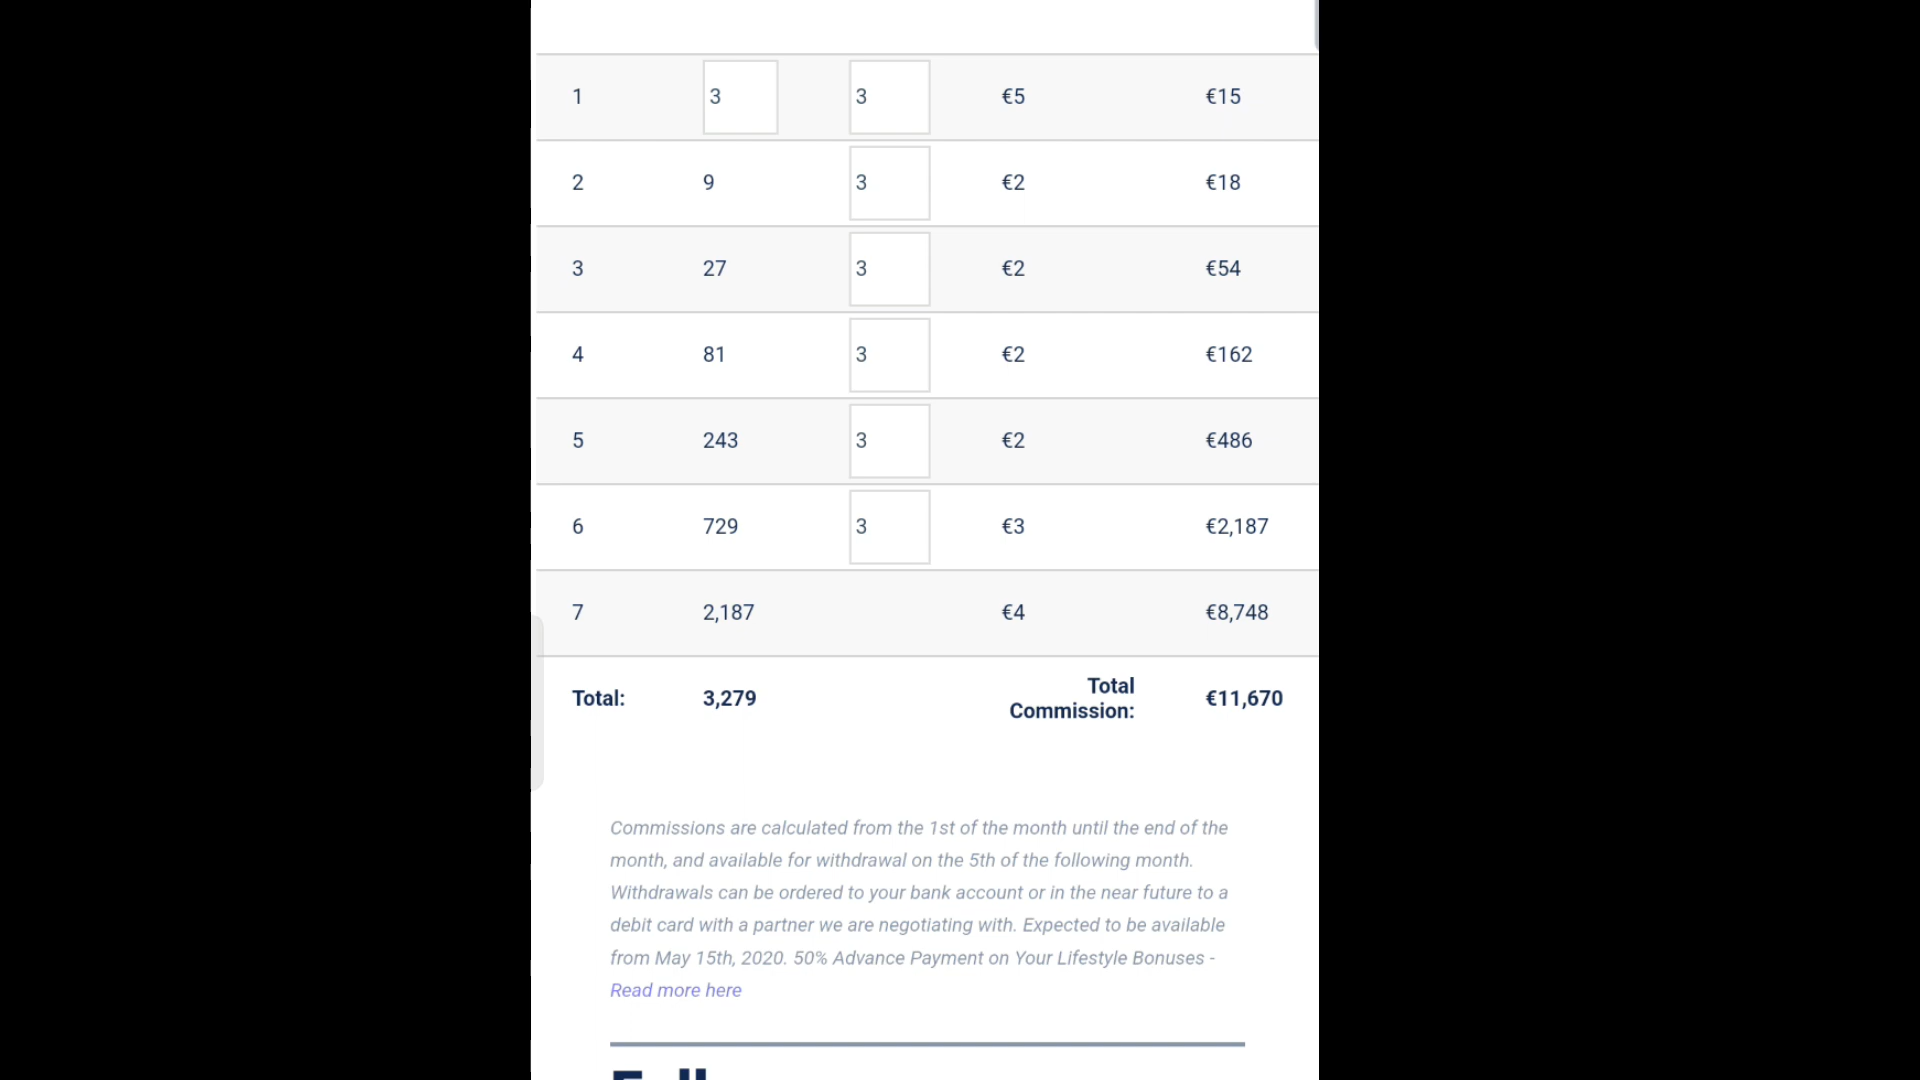 1 3 3 €5 €15
2 9 3 €2 €18
3 27 3 €2 €54
4 81 3 €2 €162
5 243 3 €2 €486
6 729 3 €3 €2,187
7 2,187 €4 €8,748
Total: 3,279 Total Commission: €11,670
Commissions are calculated from the 1st of the month until the end of the
month, and available for withdrawal on the 5th of the following month.
Withdrawals can be ordered to your bank account or in the near future to a
debit card with a partner we are negotiating with. Expected to be available
from May 15th, 2020. 50% Advance Payment on Your Lifestyle Bonuses -
Read more here